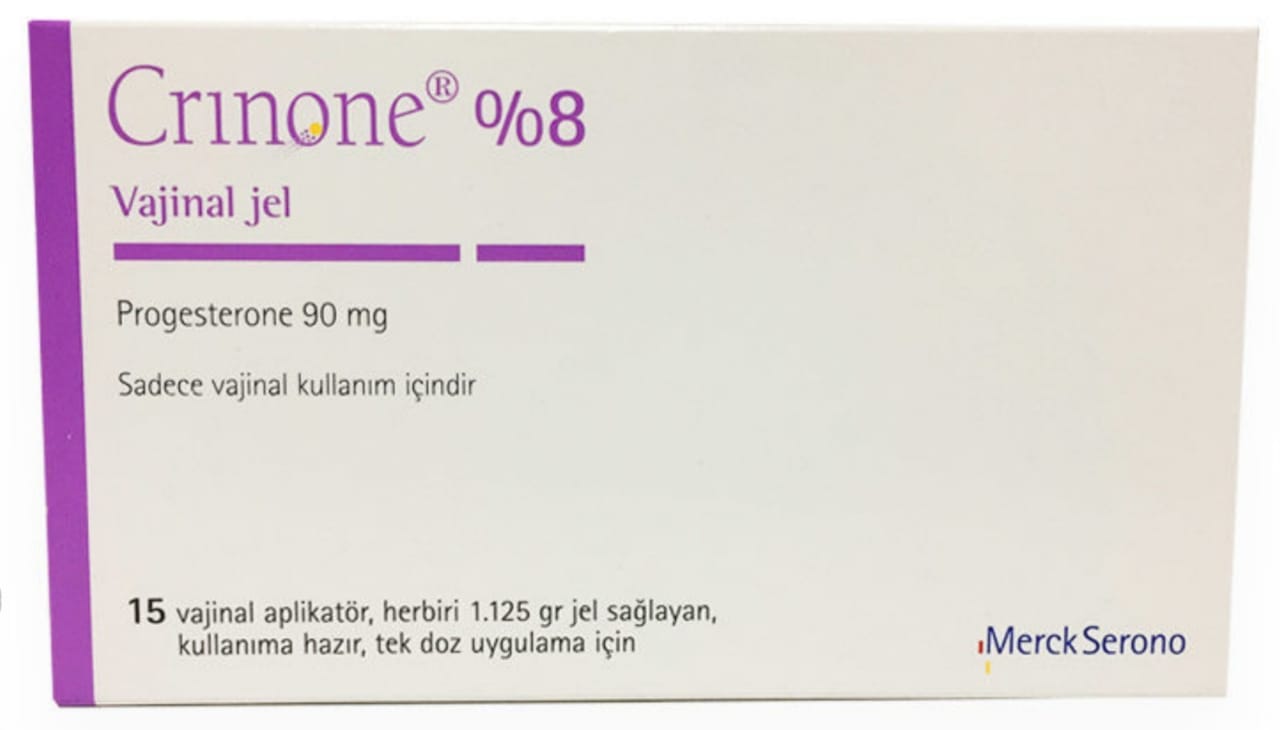 Crinone® %8
Vajinal jel
Progesterone 90 mg
Sadece vajinal kullanım içindir
15 vajinal aplikatör, herbiri 1.125 gr jel sağlayan,
kullanıma hazır, tek doz uygulama için
Merck Serono